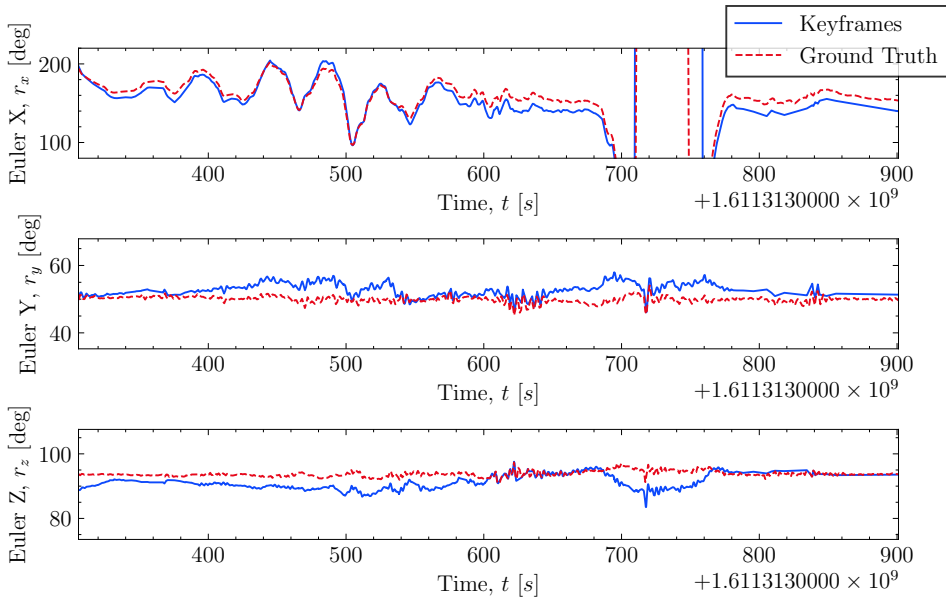 Keyframes
Ground Truth
Euler X, r_x [deg]
200
100
400 500 600 700 800 900
Time, t [s]
+1.6113130000 × 10^9
Euler Y, r_y [deg]
60
40
400 500 600 700 800 900
Time, t [s]
+1.6113130000 × 10^9
Euler Z, r_z [deg]
100
80
400 500 600 700 800 900
Time, t [s]
+1.6113130000 × 10^9